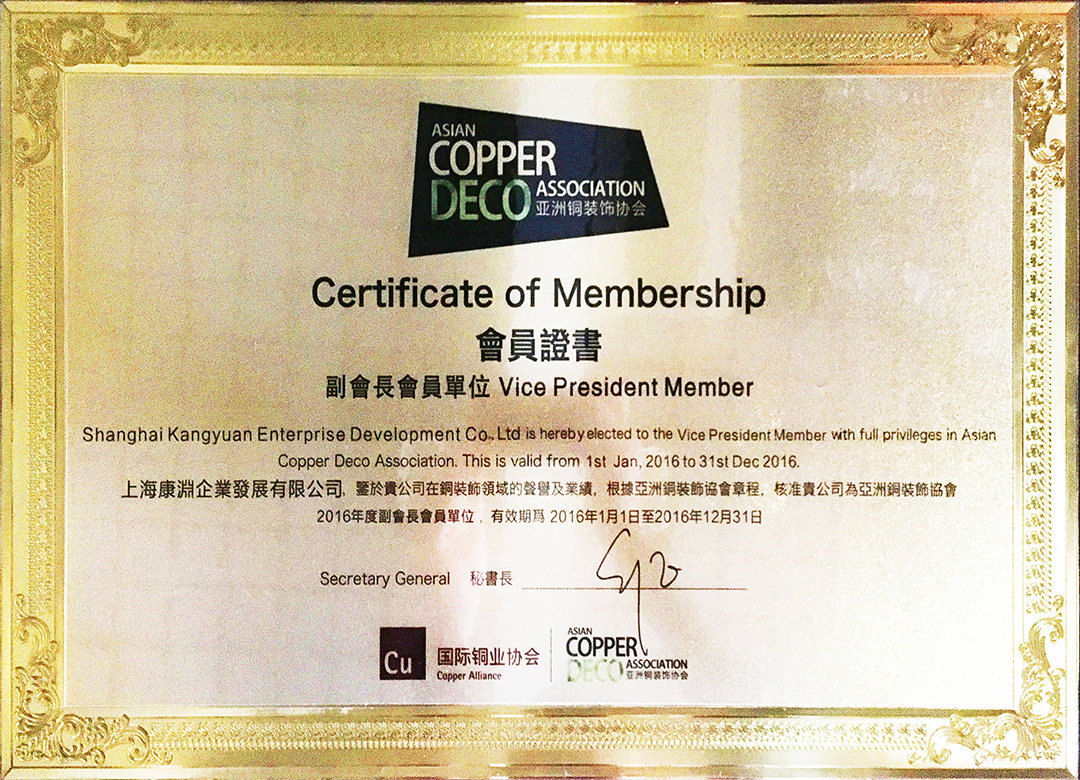 ASIAN
COPPER
DECO ASSOCIATION
亚洲铜装饰协会
Certificate of Membership
會員證書
副會長會員單位 Vice President Member
Shanghai Kangyuan Enterprise Development Co., Ltd is hereby elected to the Vice President Member with full privileges in Asian
Copper Deco Association. This is valid from 1st Jan, 2016 to 31st Dec 2016.
上海康淵企業發展有限公司, 鑒於貴公司在銅裝飾領域的聲譽及業績, 根據亞洲銅裝飾協會章程, 核准貴公司為亞洲銅裝飾協會
2016年度副會長會員單位, 有效期爲 2016年1月1日至2016年12月31日
Secretary General 秘書長
Cu 国际铜业协会
Copper Alliance
ASIAN
COPPER
DECO ASSOCIATION
亚洲铜装饰协会